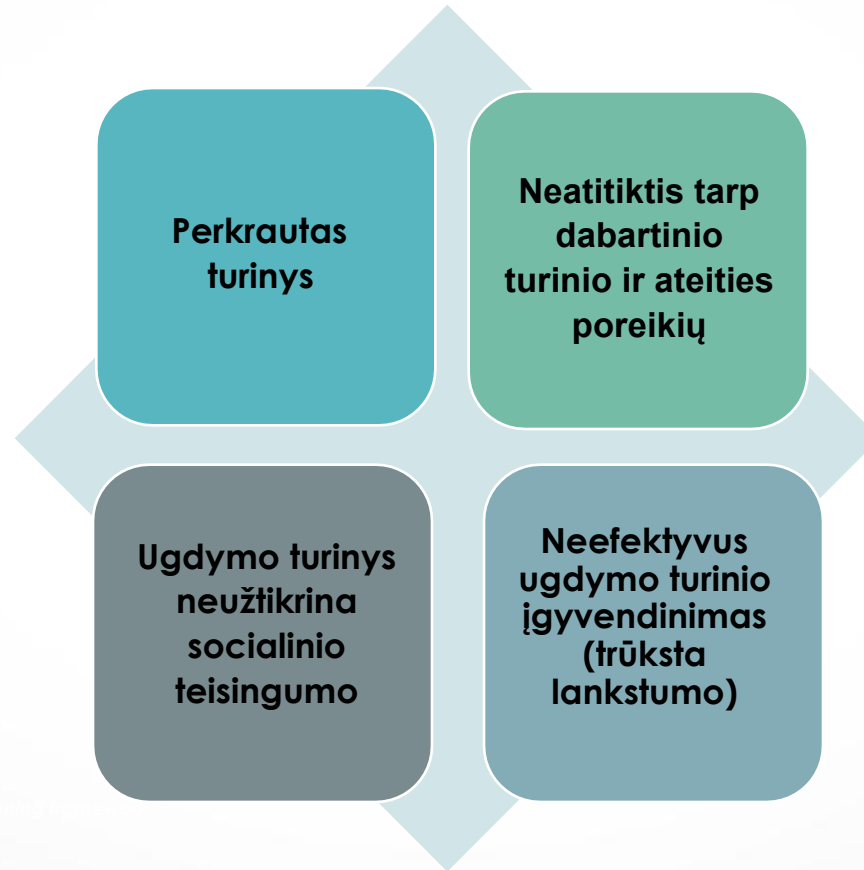 Perkrautas
turinys
Neatitiktis tarp
dabartinio
turinio ir ateities
poreikių
Ugdymo turinys
neužtikrina
socialinio
teisingumo
Neefektyvus
ugdymo turinio
įgyvendinimas
(trūksta
lankstumo)